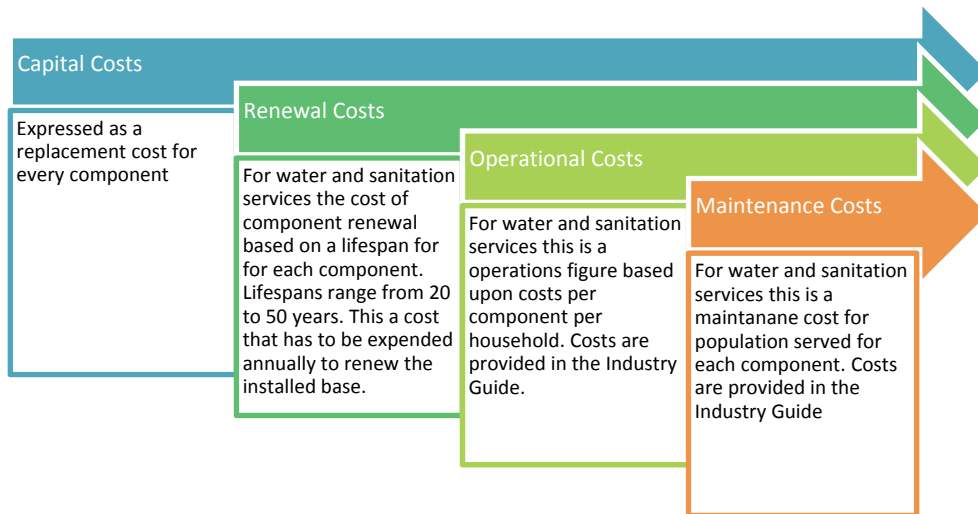 Capital Costs
Expressed as a
replacement cost for
every component
Renewal Costs
For water and sanitation
services the cost of
component renewal
based on a lifespan for
for each component.
Lifespans range from 20
to 50 years. This a cost
that has to be expended
annually to renew the
installed base.
Operational Costs
For water and sanitation
services this is a
operations figure based
upon costs per
component per
household. Costs are
provided in the Industry
Guide.
Maintenance Costs
For water and sanitation
services this is a
maintanane cost for
population served for
each component. Costs
are provided in the
Industry Guide